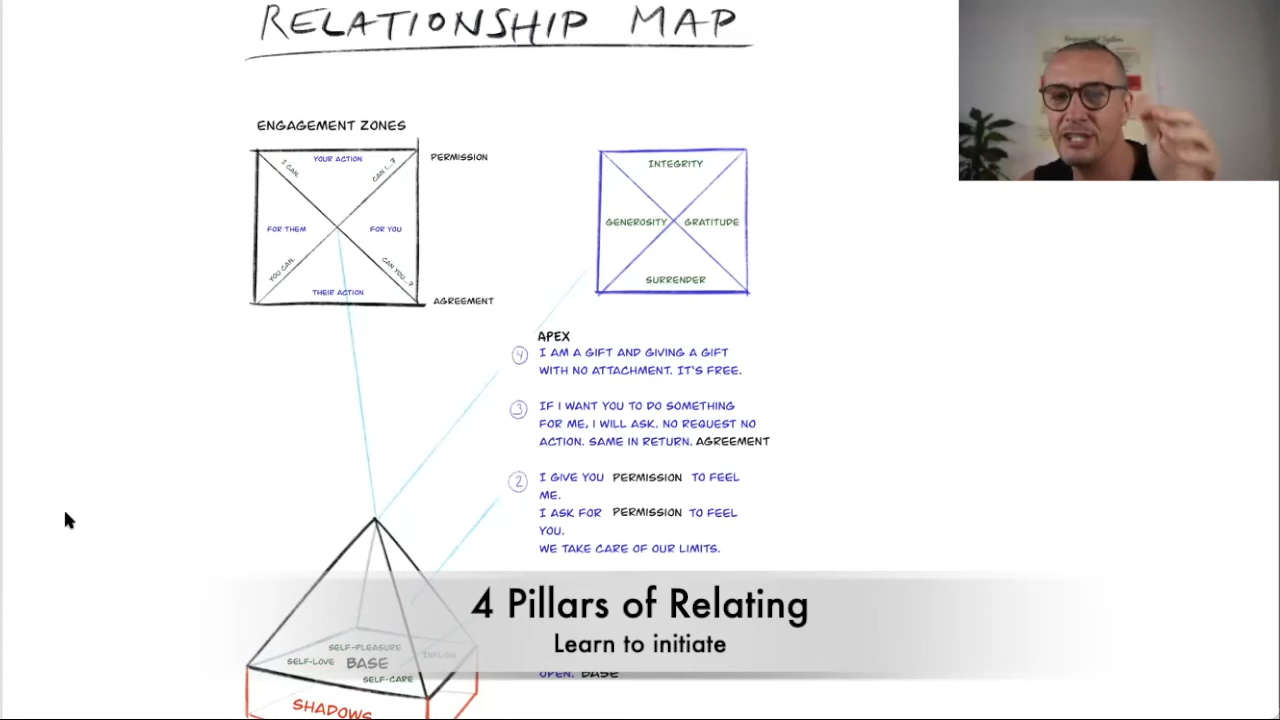 RELATIONSHIP MAP
ENGAGEMENT ZONES
I CAN.
YOUR ACTION
CAN I...?
PERMISSION
FOR THEM
FOR YOU
YOU CAN.
CAN YOU...?
THEIR ACTION
AGREEMENT
INTEGRITY
GENEROSITY
GRATITUDE
SURRENDER
APEX
4 I AM A GIFT AND GIVING A GIFT
WITH NO ATTACHMENT. IT'S FREE.
3 IF I WANT YOU TO DO SOMETHING
FOR ME, I WILL ASK. NO REQUEST NO
ACTION. SAME IN RETURN. AGREEMENT
2 I GIVE YOU PERMISSION TO FEEL
ME.
I ASK FOR PERMISSION TO FEEL
YOU.
WE TAKE CARE OF OUR LIMITS.
4 Pillars of Relating
Learn to initiate
SELF-PLEASURE
SELF-LOVE BASE
INFLOW
SELF-CARE
OPEN. BASE
SHADOWS